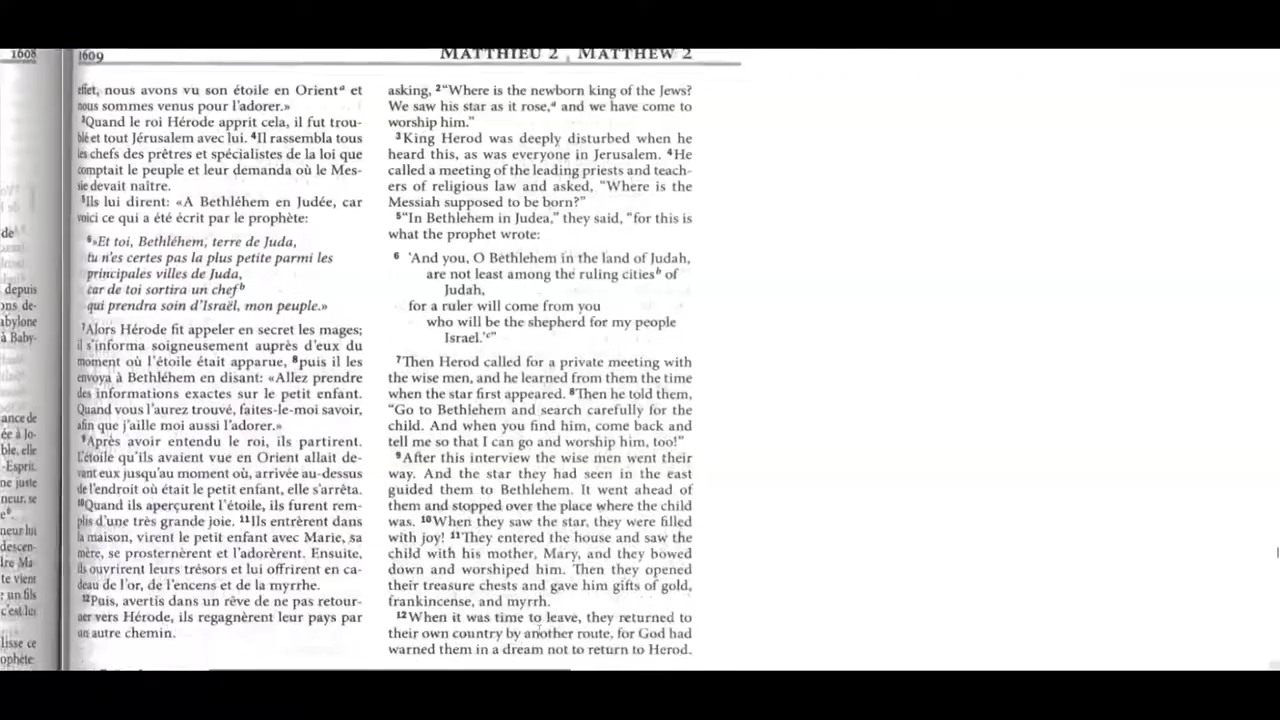 1608
1609
MATTHIEU 2 , MATTHEW 2
effet, nous avons vu son étoile en Orientᵃ et
nous sommes venus pour l'adorer.»
³Quand le roi Hérode apprit cela, il fut trou-
blé et tout Jérusalem avec lui. ⁴Il rassembla tous
les chefs des prêtres et spécialistes de la loi que
comptait le peuple et leur demanda où le Mes-
sie devait naître.
⁵Ils lui dirent: «A Bethléhem en Judée, car
voici ce qui a été écrit par le prophète:
⁶»Et toi, Bethléhem, terre de Juda,
tu n'es certes pas la plus petite parmi les
principales villes de Juda,
car de toi sortira un chefᵇ
qui prendra soin d'Israël, mon peuple.»
⁷Alors Hérode fit appeler en secret les mages;
il s'informa soigneusement auprès d'eux du
moment où l'étoile était apparue, ⁸puis il les
envoya à Bethléhem en disant: «Allez prendre
des informations exactes sur le petit enfant.
Quand vous l'aurez trouvé, faites-le-moi savoir,
afin que j'aille moi aussi l'adorer.»
⁹Après avoir entendu le roi, ils partirent.
L'étoile qu'ils avaient vue en Orient allait de-
vant eux jusqu'au moment où, arrivée au-dessus
de l'endroit où était le petit enfant, elle s'arrêta.
¹⁰Quand ils aperçurent l'étoile, ils furent rem-
plis d'une très grande joie. ¹¹Ils entrèrent dans
la maison, virent le petit enfant avec Marie, sa
mère, se prosternèrent et l'adorèrent. Ensuite,
ils ouvrirent leurs trésors et lui offrirent en ca-
deau de l'or, de l'encens et de la myrrhe.
¹²Puis, avertis dans un rêve de ne pas retour-
ner vers Hérode, ils regagnèrent leur pays par
un autre chemin.
asking, ²“Where is the newborn king of the Jews?
We saw his star as it rose,ᵃ and we have come to
worship him.”
³King Herod was deeply disturbed when he
heard this, as was everyone in Jerusalem. ⁴He
called a meeting of the leading priests and teach-
ers of religious law and asked, “Where is the
Messiah supposed to be born?”
⁵“In Bethlehem in Judea,” they said, “for this is
what the prophet wrote:
⁶ ‘And you, O Bethlehem in the land of Judah,
are not least among the ruling citiesᵇ of
Judah,
for a ruler will come from you
who will be the shepherd for my people
Israel.’ᶜ”
⁷Then Herod called for a private meeting with
the wise men, and he learned from them the time
when the star first appeared. ⁸Then he told them,
“Go to Bethlehem and search carefully for the
child. And when you find him, come back and
tell me so that I can go and worship him, too!”
⁹After this interview the wise men went their
way. And the star they had seen in the east
guided them to Bethlehem. It went ahead of
them and stopped over the place where the child
was. ¹⁰When they saw the star, they were filled
with joy! ¹¹They entered the house and saw the
child with his mother, Mary, and they bowed
down and worshiped him. Then they opened
their treasure chests and gave him gifts of gold,
frankincense, and myrrh.
¹²When it was time to leave, they returned to
their own country by another route, for God had
warned them in a dream not to return to Herod.